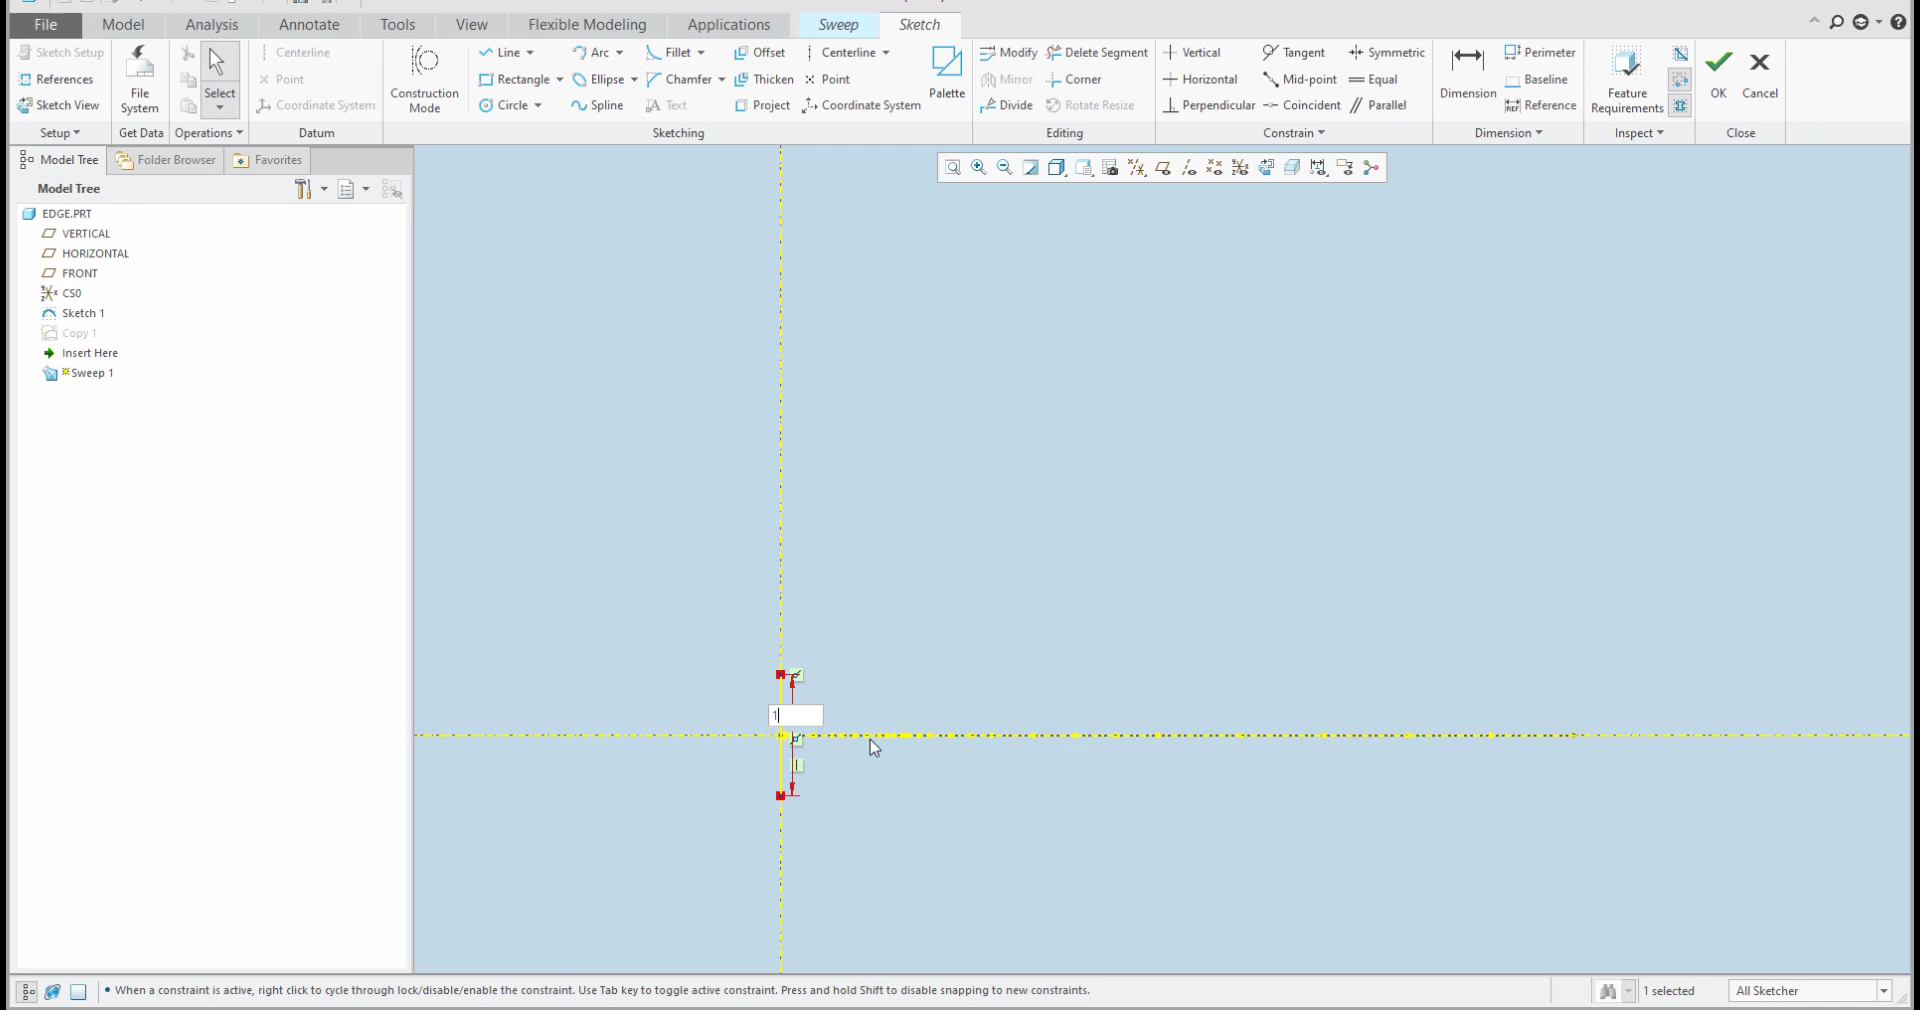 File Model Analysis Annotate Tools View Flexible Modeling Applications Sweep Sketch
Sketch Setup
References
Sketch View
Setup
File System
Get Data
Select
Operations
Centerline
Point
Coordinate System
Datum
Construction Mode
Line Arc Fillet Offset Centerline
Rectangle Ellipse Chamfer Thicken Point
Circle Spline Text Project Coordinate System
Palette
Sketching
Modify Delete Segment
Mirror Corner
Divide Rotate Resize
Editing
Vertical Tangent Symmetric
Horizontal Mid-point Equal
Perpendicular Coincident Parallel
Constrain
Dimension
Perimeter
Baseline
Reference
Dimension
Feature Requirements
Inspect
OK
Cancel
Close
Model Tree Folder Browser Favorites
Model Tree
EDGE.PRT
VERTICAL
HORIZONTAL
FRONT
CS0
Sketch 1
Copy 1
Insert Here
Sweep 1
1
• When a constraint is active, right click to cycle through lock/disable/enable the constraint. Use Tab key to toggle active constraint. Press and hold Shift to disable snapping to new constraints.
1 selected
All Sketcher